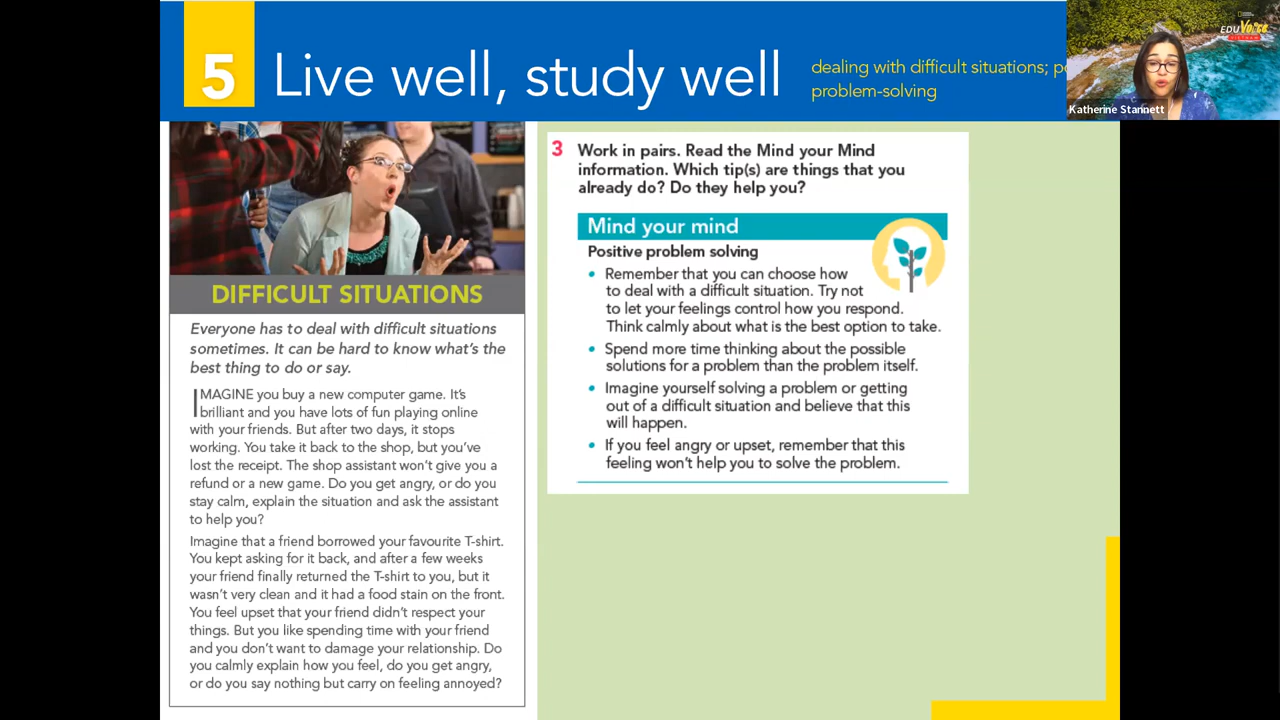 5
Live well, study well
dealing with difficult situations;
problem-solving
EDU VOICE
VIETNAM
Katherine Stannett
DIFFICULT SITUATIONS
Everyone has to deal with difficult situations
sometimes. It can be hard to know what's the
best thing to do or say.
IMAGINE you buy a new computer game. It's
brilliant and you have lots of fun playing online
with your friends. But after two days, it stops
working. You take it back to the shop, but you've
lost the receipt. The shop assistant won't give you a
refund or a new game. Do you get angry, or do you
stay calm, explain the situation and ask the assistant
to help you?
Imagine that a friend borrowed your favourite T-shirt.
You kept asking for it back, and after a few weeks
your friend finally returned the T-shirt to you, but it
wasn't very clean and it had a food stain on the front.
You feel upset that your friend didn't respect your
things. But you like spending time with your friend
and you don't want to damage your relationship. Do
you calmly explain how you feel, do you get angry,
or do you say nothing but carry on feeling annoyed?
3 Work in pairs. Read the Mind your Mind
information. Which tip(s) are things that you
already do? Do they help you?
Mind your mind
Positive problem solving
• Remember that you can choose how
to deal with a difficult situation. Try not
to let your feelings control how you respond.
Think calmly about what is the best option to take.
• Spend more time thinking about the possible
solutions for a problem than the problem itself.
• Imagine yourself solving a problem or getting
out of a difficult situation and believe that this
will happen.
• If you feel angry or upset, remember that this
feeling won't help you to solve the problem.